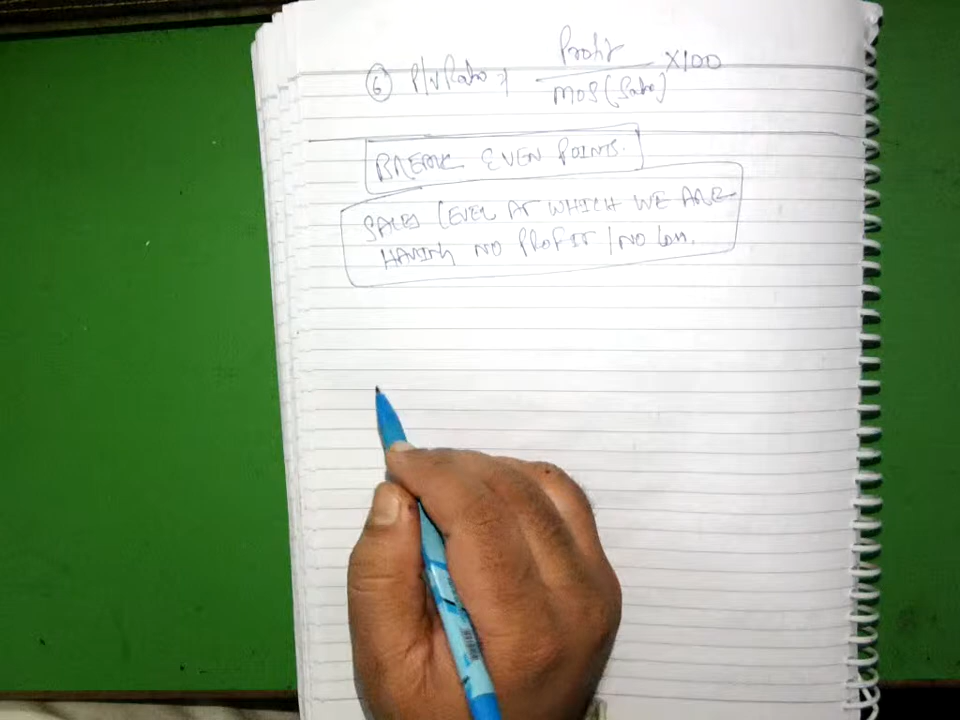 ⑥ P/V Ratio = Profit / MOS (Sales) X100
BREAK EVEN POINTS.
SALES LEVEL AT WHICH WE ARE
HAVING NO PROFIT / NO Loss.